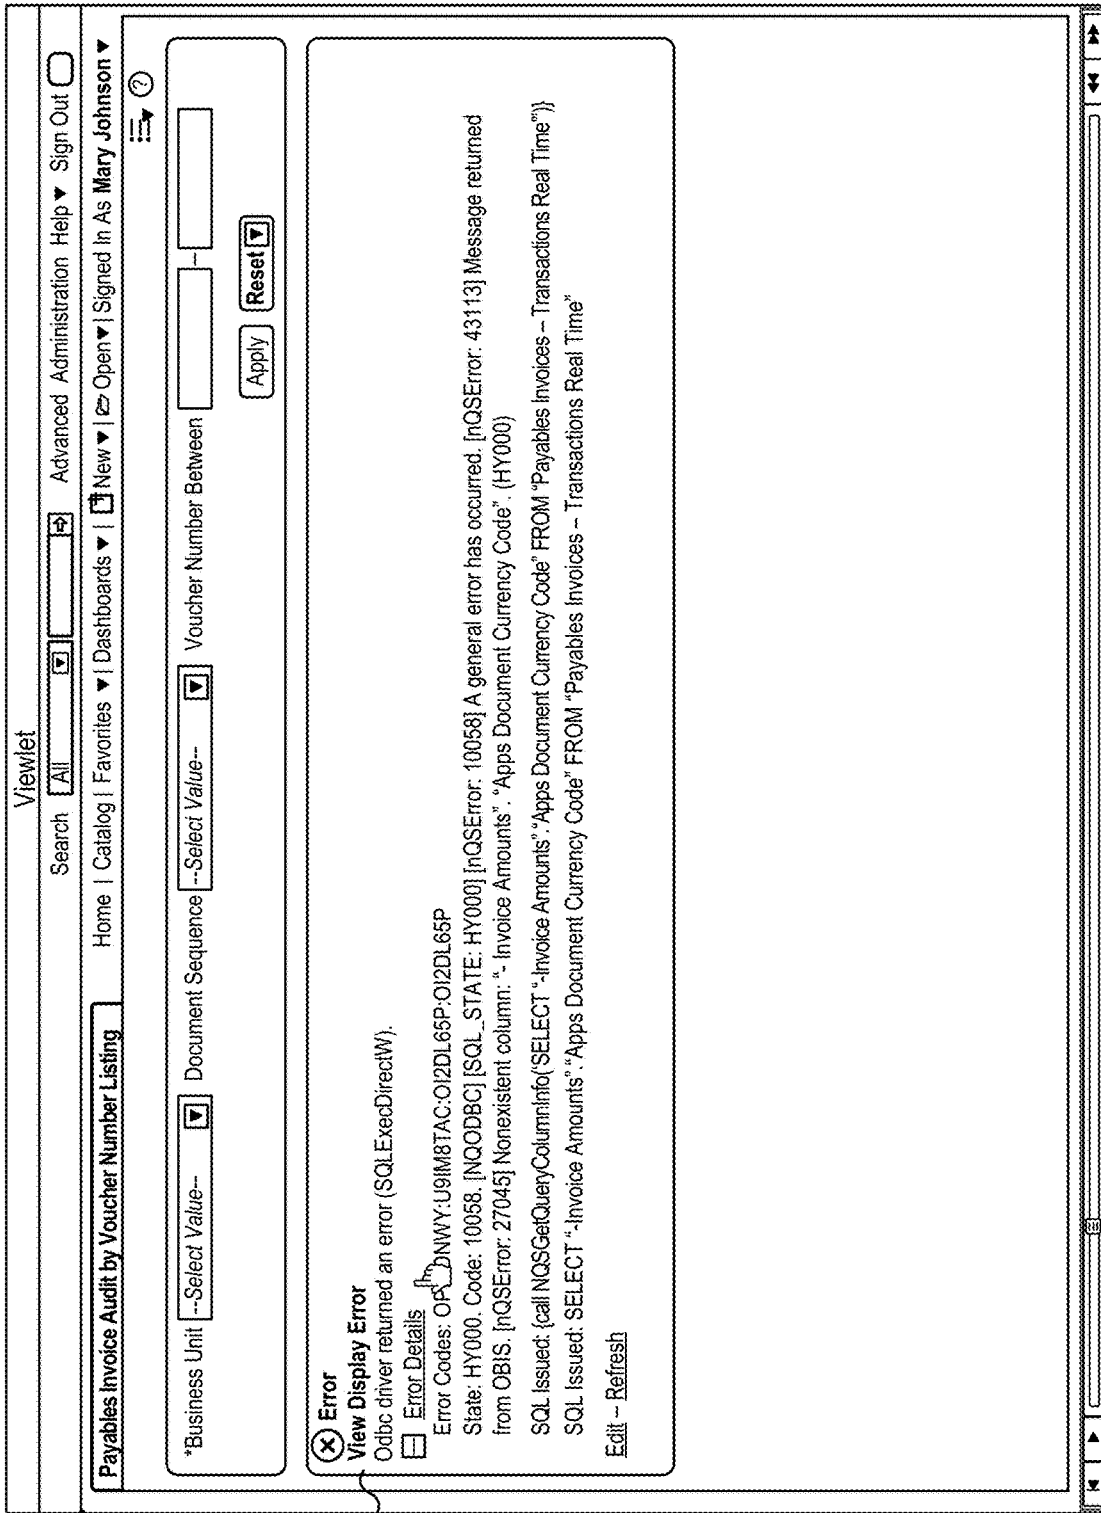 Viewlet
Search All Advanced Administration Help ▼ Sign Out
Payables Invoice Audit by Voucher Number Listing Home | Catalog | Favorites ▼ | Dashboards ▼ | New ▼ | Open ▼ | Signed In As Mary Johnson ▼
?
*Business Unit --Select Value-- Document Sequence --Select Value-- Voucher Number Between –
Apply Reset
Error
View Display Error
Odbc driver returned an error (SQLExecDirectW).
Error Details
Error Codes: OP DNWY:U9IM8TAC:OI2DL65P:OI2DL65P
State: HY000. Code: 10058. [NQODBC] [SQL_STATE: HY000] [nQSError: 10058] A general error has occurred. [nQSError: 43113] Message returned
from OBIS. [nQSError: 27045] Nonexistent column: “- Invoice Amounts”. “Apps Document Currency Code”. (HY000)
SQL Issued: {call NQSGetQueryColumnInfo(‘SELECT “-Invoice Amounts”.“Apps Document Currency Code” FROM “Payables Invoices – Transactions Real Time”’)}
SQL Issued: SELECT “-Invoice Amounts”.“Apps Document Currency Code” FROM “Payables Invoices – Transactions Real Time”
Edit – Refresh